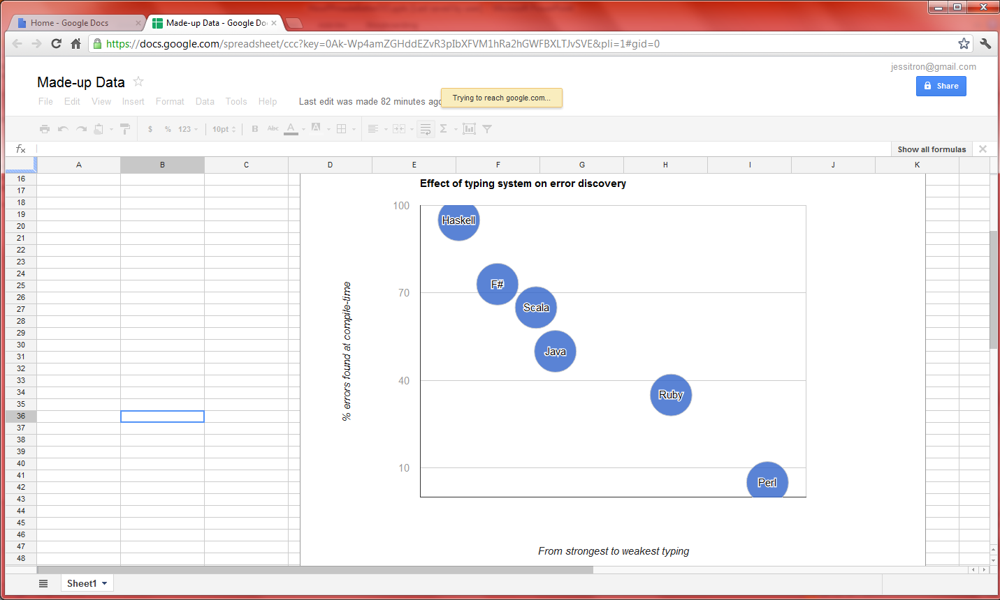 Home - Google Docs
Made-up Data - Google Do
https://docs.google.com/spreadsheet/ccc?key=0Ak-Wp4amZGHddEZvR3pIbXFVM1hRa2hGWFBXLTJvSVE&pli=1#gid=0
jessitron@gmail.com
Made-up Data
Share
File Edit View Insert Format Data Tools Help Last edit was made 82 minutes ago
Trying to reach google.com...
$ % 123 10pt B Abc A A Σ
fx
Show all formulas
A B C D E F G H I J K
16
17
18
19
20
21
22
23
24
25
26
27
28
29
30
31
32
33
34
35
36
37
38
39
40
41
42
43
44
45
46
47
48
Effect of typing system on error discovery
100
70
40
10
% errors found at compile-time
Haskell
F#
Scala
Java
Ruby
Perl
From strongest to weakest typing
Sheet1